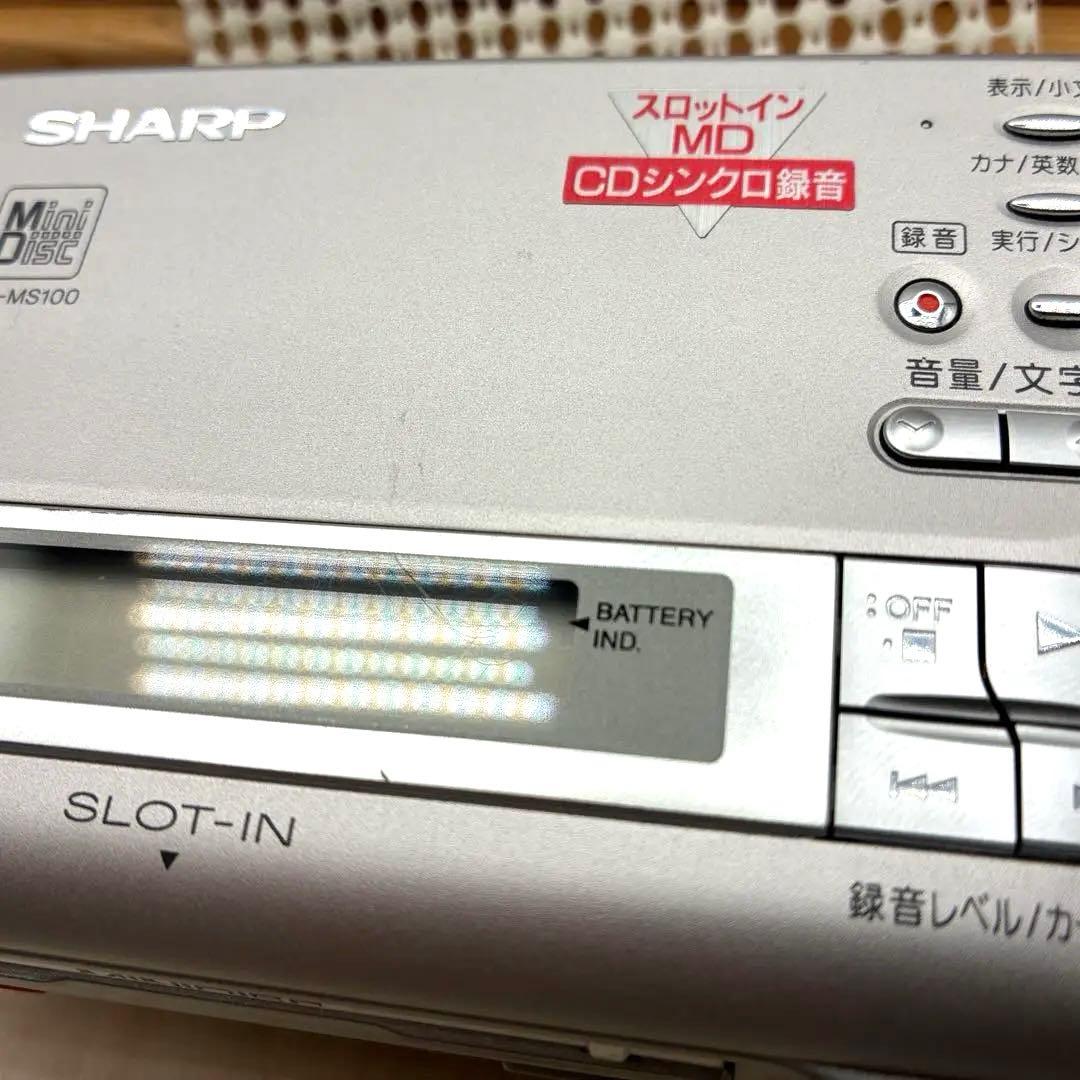 SHARP
Mini
Disc
-MS100
スロットイン
MD
CDシンクロ録音
表示/小文
カナ/英数
録音
実行/シ
音量/文字
BATTERY
IND.
:OFF
SLOT-IN
録音レベル/カ